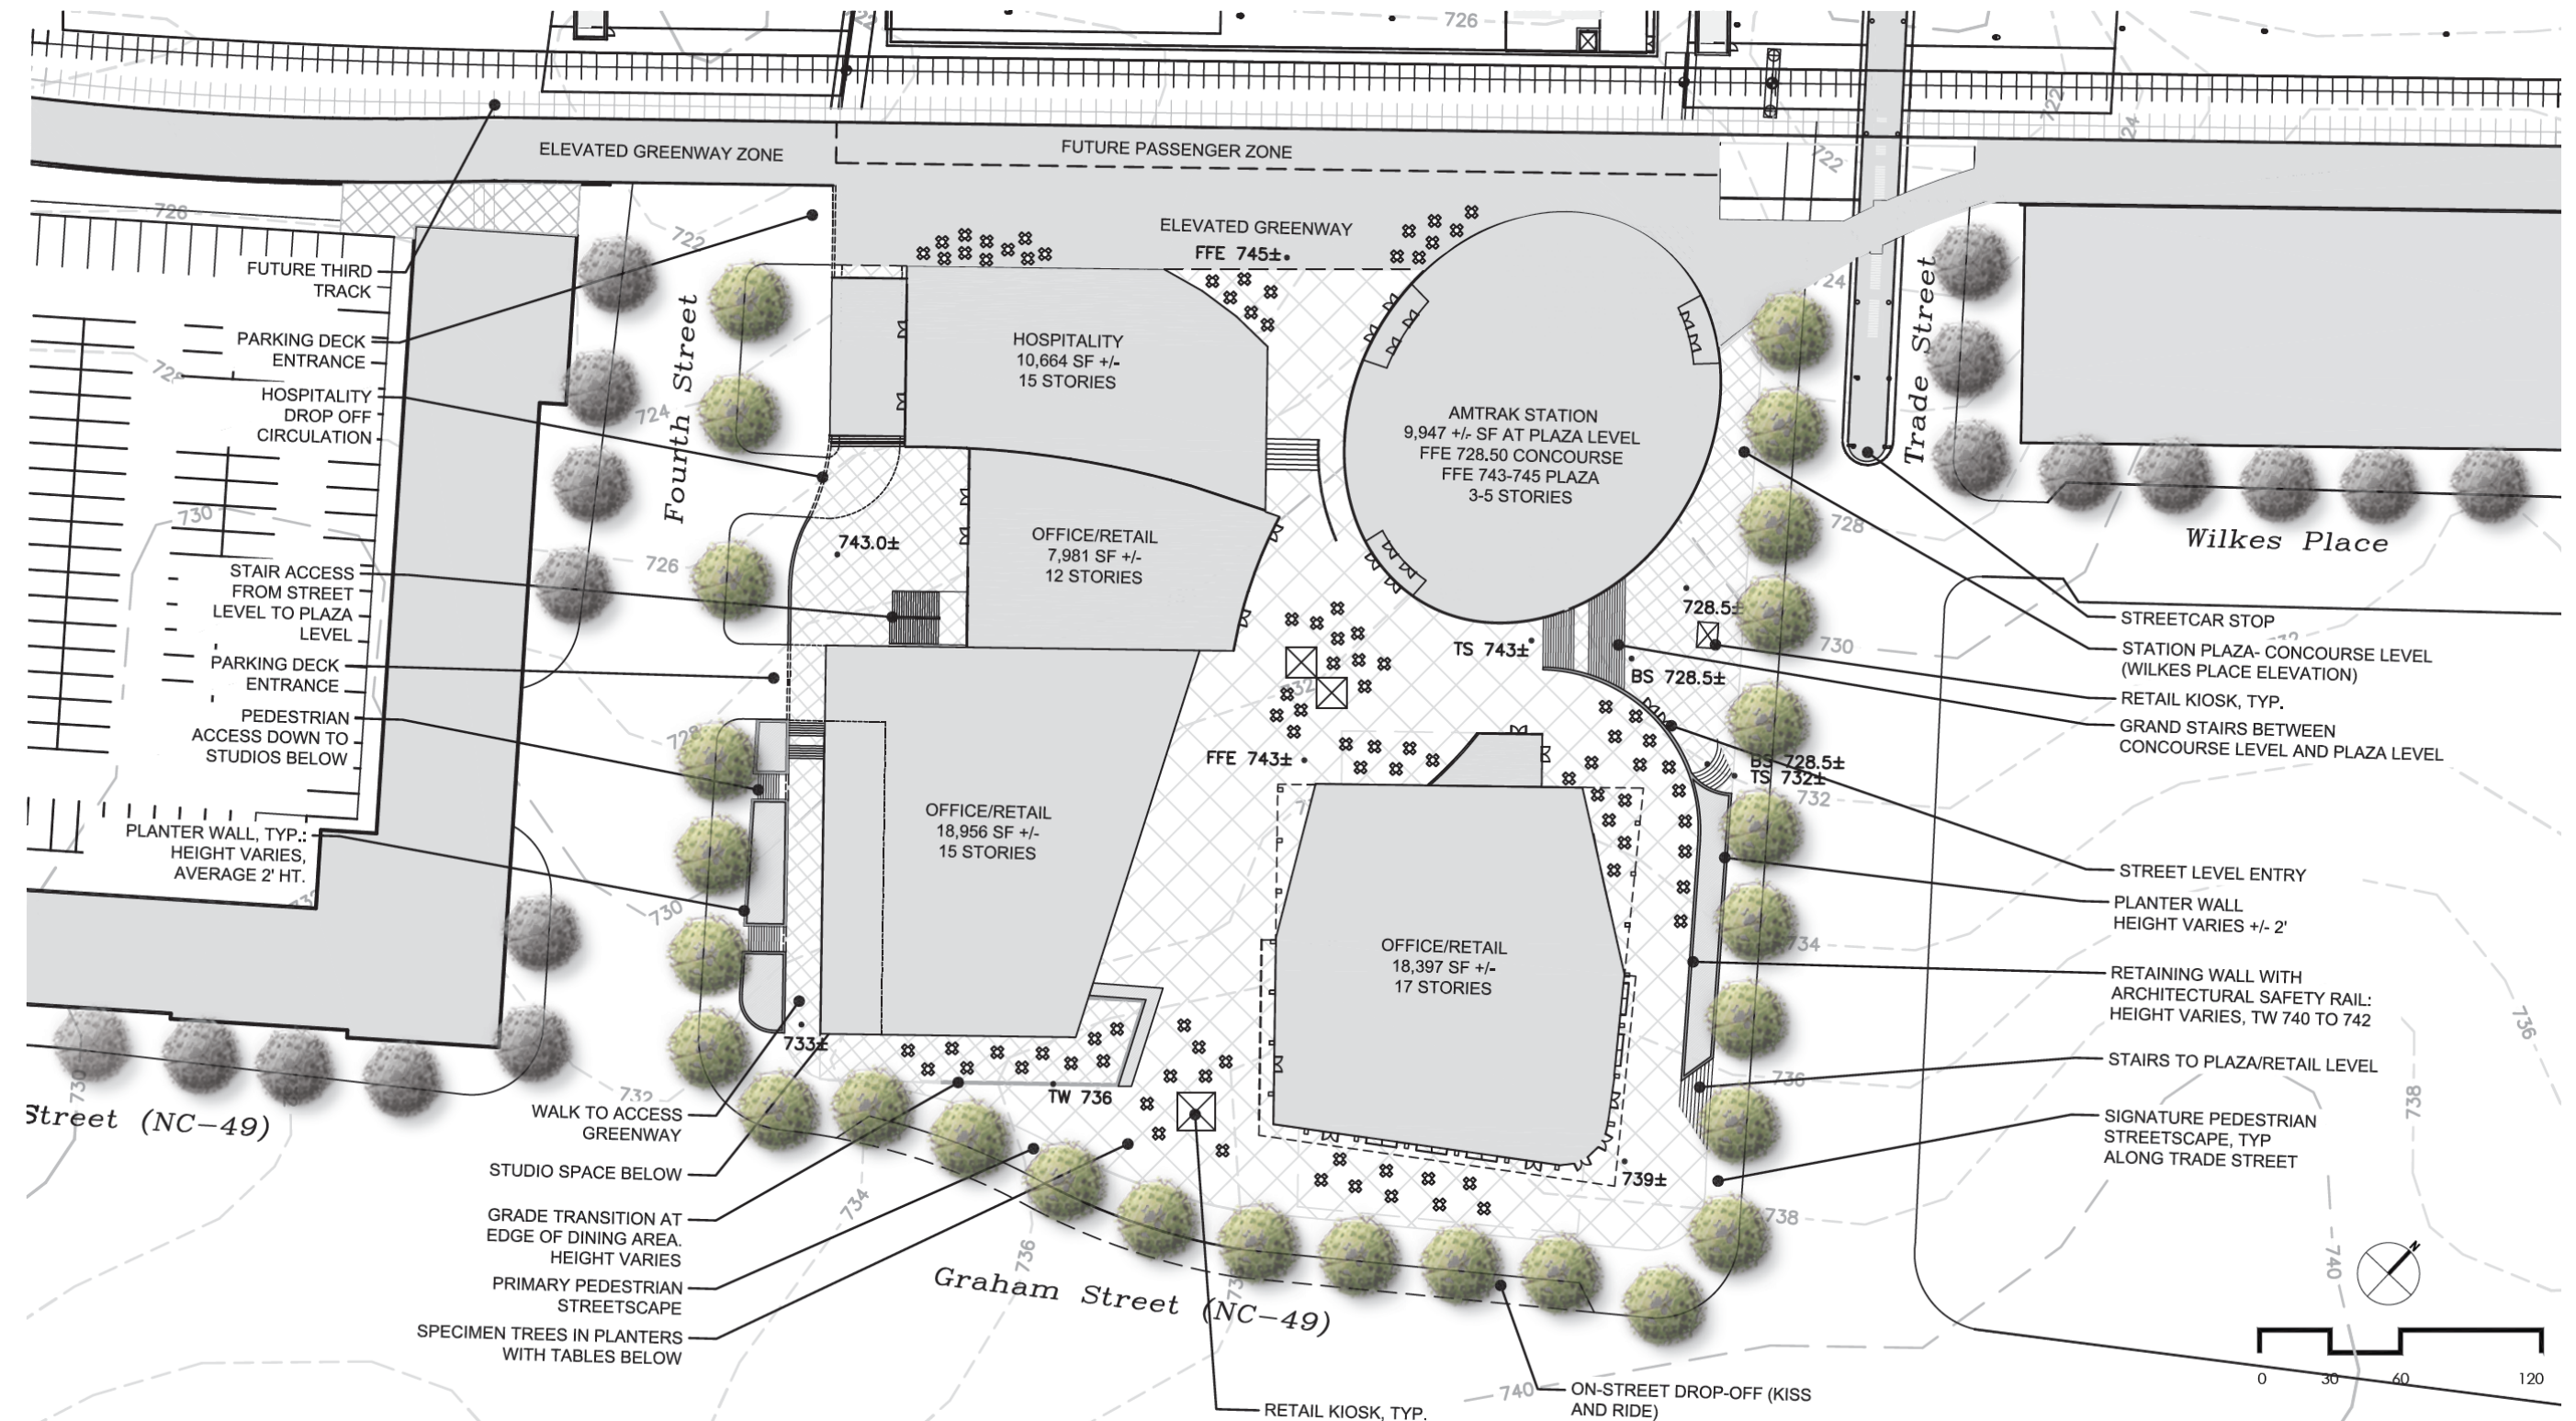 726
722
ELEVATED GREENWAY ZONE
FUTURE PASSENGER ZONE
722
24
722
728
722
ELEVATED GREENWAY
FFE 745±
FUTURE THIRD
TRACK
724
PARKING DECK
ENTRANCE
HOSPITALITY
DROP OFF
CIRCULATION
Fourth Street
724
HOSPITALITY
10,664 SF +/-
15 STORIES
AMTRAK STATION
9,947 +/- SF AT PLAZA LEVEL
FFE 728.50 CONCOURSE
FFE 743-745 PLAZA
3-5 STORIES
Trade Street
Wilkes Place
730
743.0±
OFFICE/RETAIL
7,981 SF +/-
12 STORIES
728
726
STAIR ACCESS
FROM STREET
LEVEL TO PLAZA
LEVEL
728.5±
TS 743±
BS 728.5±
730
STREETCAR STOP
STATION PLAZA- CONCOURSE LEVEL
(WILKES PLACE ELEVATION)
RETAIL KIOSK, TYP.
GRAND STAIRS BETWEEN
CONCOURSE LEVEL AND PLAZA LEVEL
PARKING DECK
ENTRANCE
PEDESTRIAN
ACCESS DOWN TO
STUDIOS BELOW
728
FFE 743±
BS 728.5±
TS 732±
732
OFFICE/RETAIL
18,956 SF +/-
15 STORIES
PLANTER WALL, TYP.:
HEIGHT VARIES,
AVERAGE 2' HT.
730
STREET LEVEL ENTRY
PLANTER WALL
HEIGHT VARIES +/- 2'
734
OFFICE/RETAIL
18,397 SF +/-
17 STORIES
RETAINING WALL WITH
ARCHITECTURAL SAFETY RAIL:
HEIGHT VARIES, TW 740 TO 742
736
733±
TW 736
736
STAIRS TO PLAZA/RETAIL LEVEL
730
732
738
Street (NC-49)
WALK TO ACCESS
GREENWAY
STUDIO SPACE BELOW
739±
SIGNATURE PEDESTRIAN
STREETSCAPE, TYP
ALONG TRADE STREET
734
738
GRADE TRANSITION AT
EDGE OF DINING AREA.
HEIGHT VARIES
736
740
N
PRIMARY PEDESTRIAN
STREETSCAPE
Graham Street (NC-49)
SPECIMEN TREES IN PLANTERS
WITH TABLES BELOW
0 30 60 120
740
ON-STREET DROP-OFF (KISS
AND RIDE)
RETAIL KIOSK, TYP.